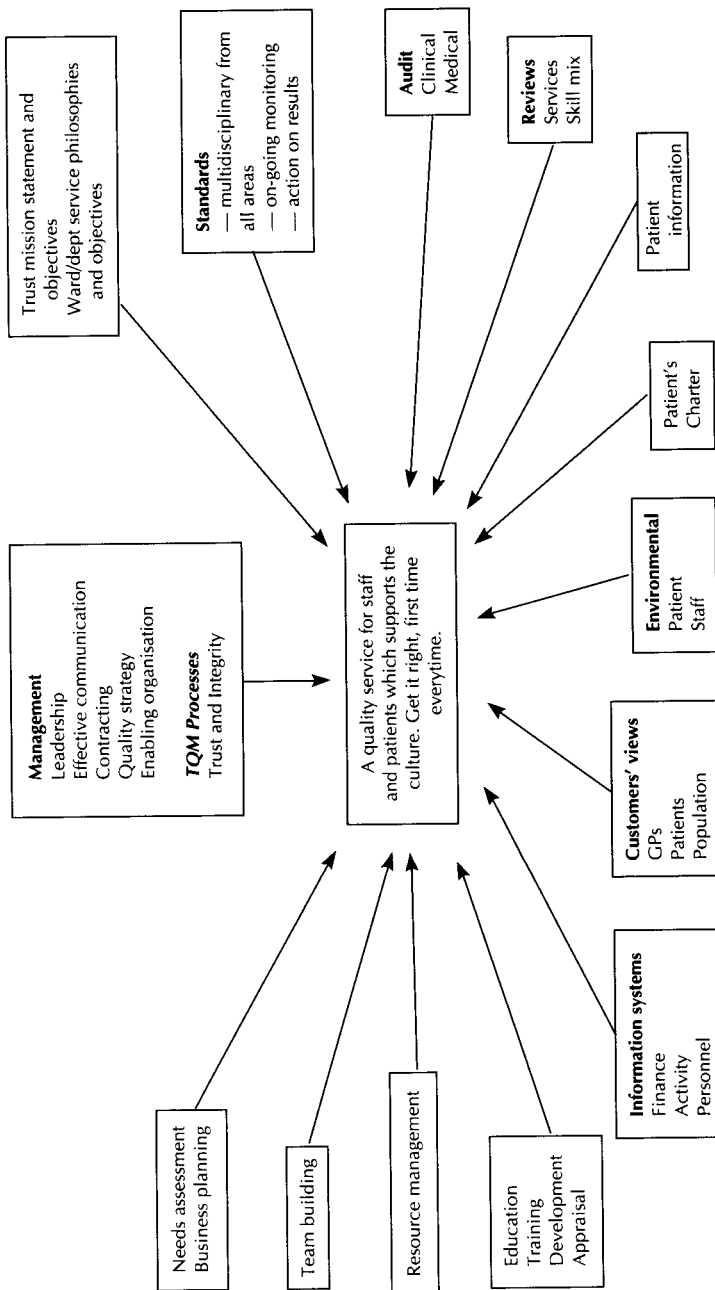 Management
Leadership
Effective communication
Contracting
Quality strategy
Enabling organisation
TQM Processes
Trust and Integrity
Trust mission statement and
objectives
Ward/dept service philosophies
and objectives
Standards
— multidisciplinary from
all areas
— on-going monitoring
— action on results
Audit
Clinical
Medical
Reviews
Services
Skill mix
Patient
information
Patient's
Charter
Environmental
Patient
Staff
Customers' views
GPs
Patients
Population
Information systems
Finance
Activity
Personnel
Education
Training
Development
Appraisal
Resource management
Team building
Needs assessment
Business planning
A quality service for staff
and patients which supports the
culture. Get it right, first time
everytime.